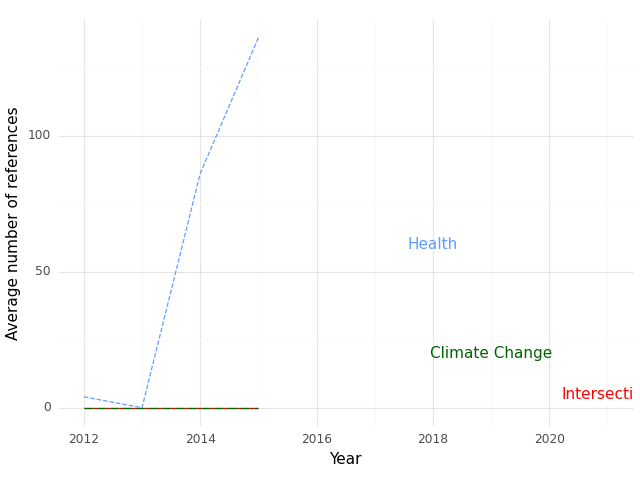 Average number of references
100
50
0
Health
Climate Change
Intersecti
2012 2014 2016 2018 2020
Year